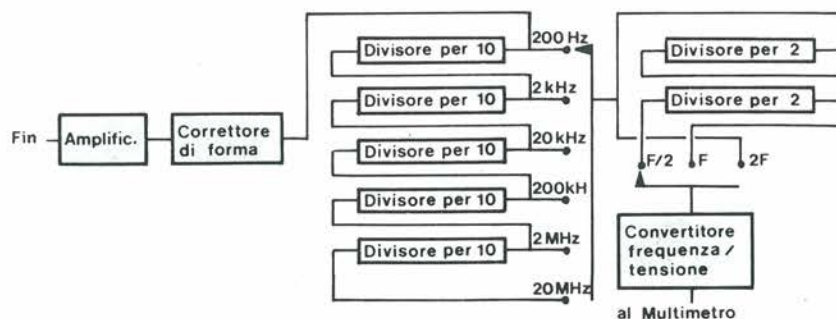 Fin
Amplific.
Correttore
di forma
Divisore per 10
Divisore per 10
Divisore per 10
Divisore per 10
Divisore per 10
200 Hz
2 kHz
20 kHz
200kH
2 MHz
20 MHz
Divisore per 2
Divisore per 2
F/2 F 2F
Convertitore
frequenza /
tensione
al Multimetro